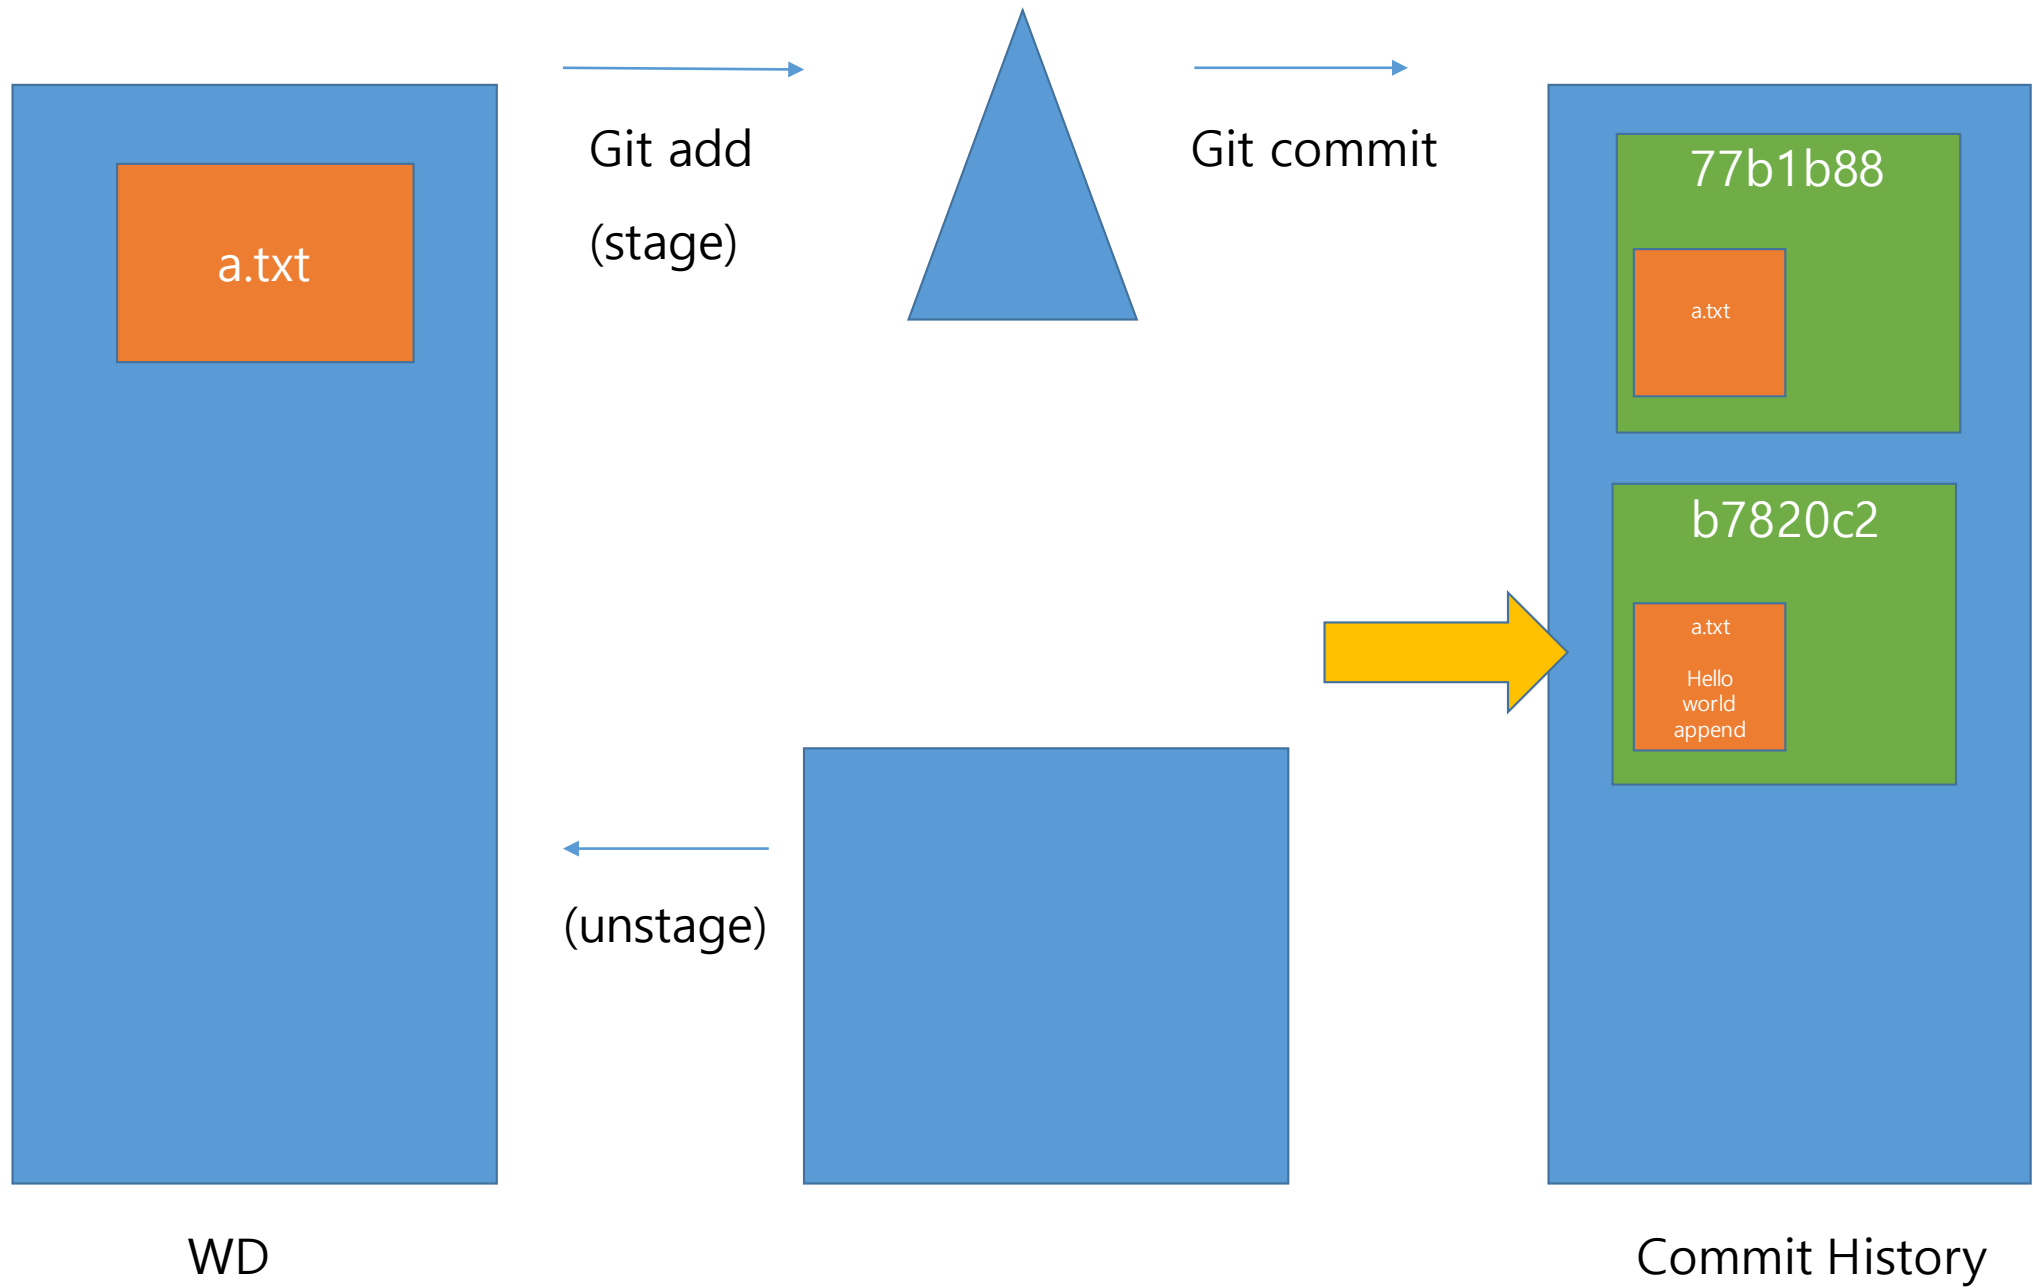 a.txt
Git add
(stage)
Git commit
77b1b88
a.txt
b7820c2
a.txt
Hello
world
append
(unstage)
WD
Commit History